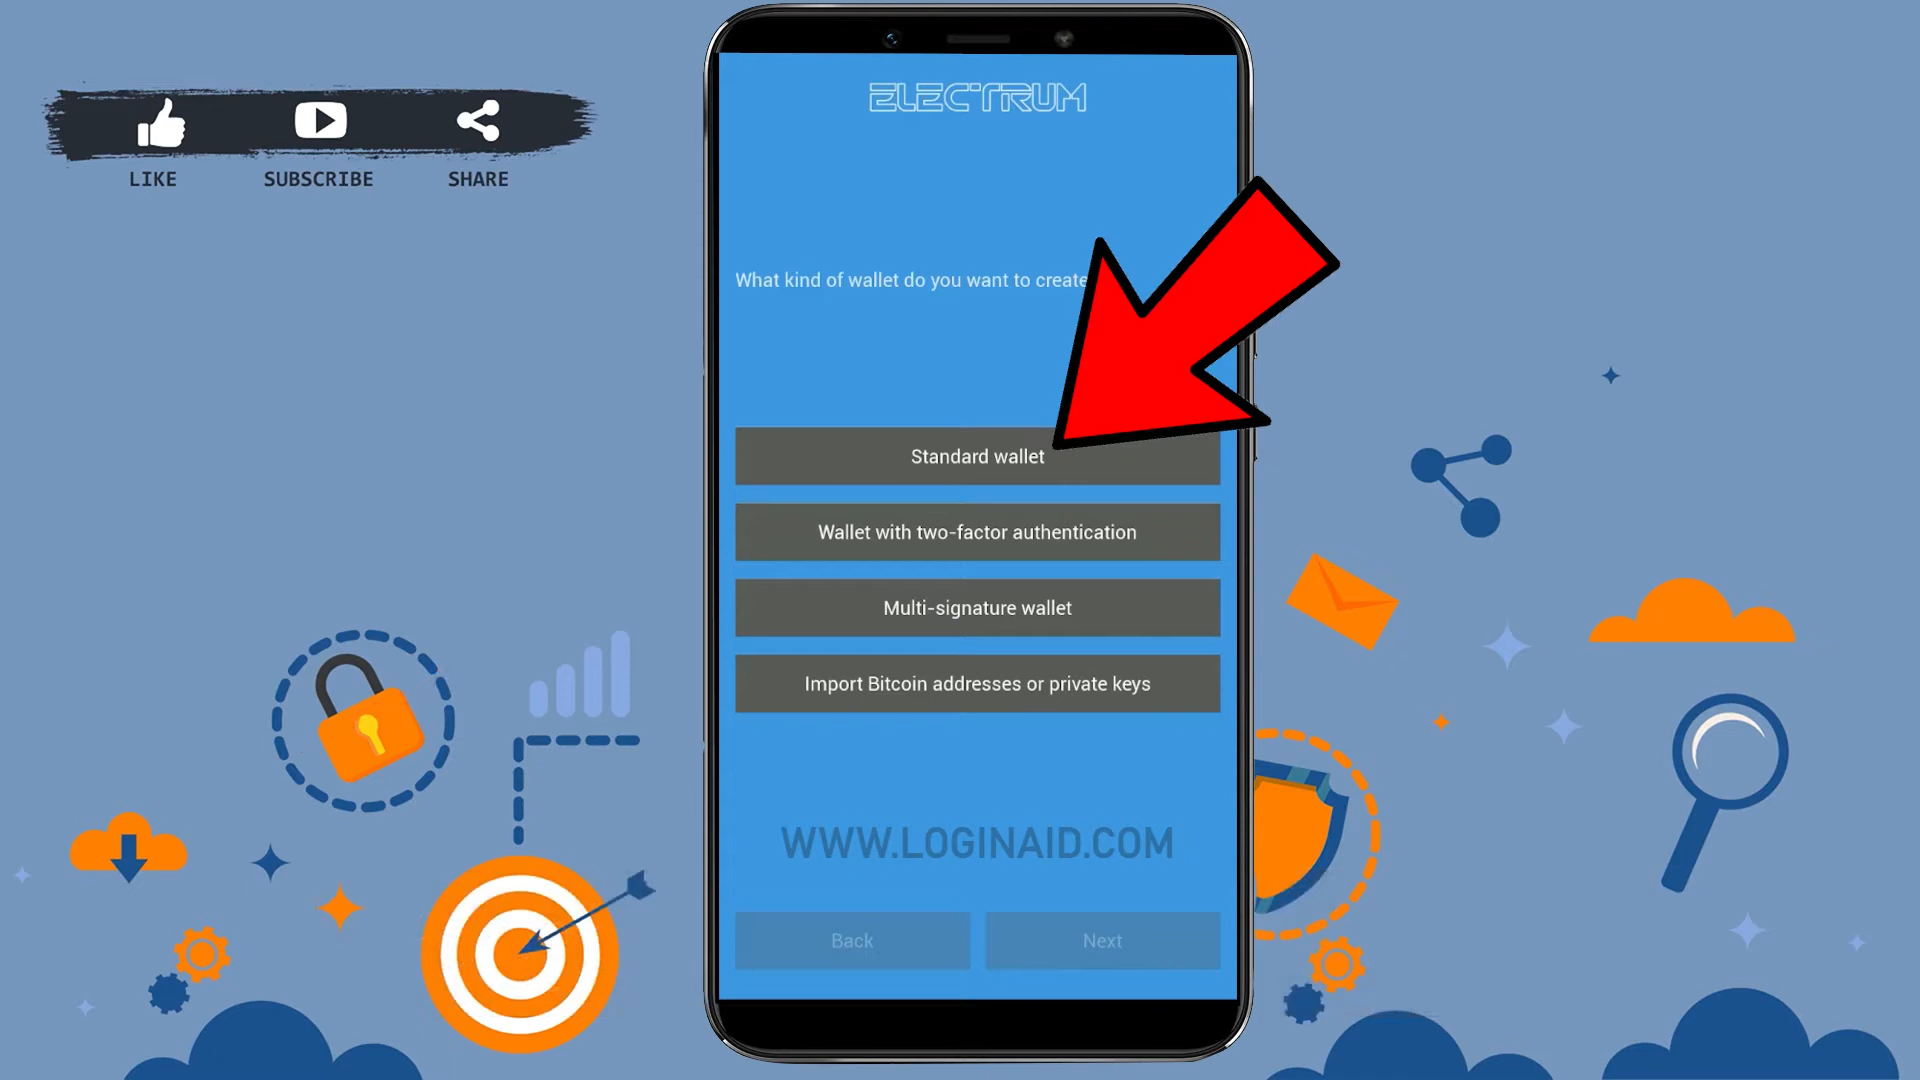 ELECTRUM
LIKE
SUBSCRIBE
SHARE
What kind of wallet do you want to create
Standard wallet
Wallet with two-factor authentication
Multi-signature wallet
Import Bitcoin addresses or private keys
WWW.LOGINAID.COM
Back
Next